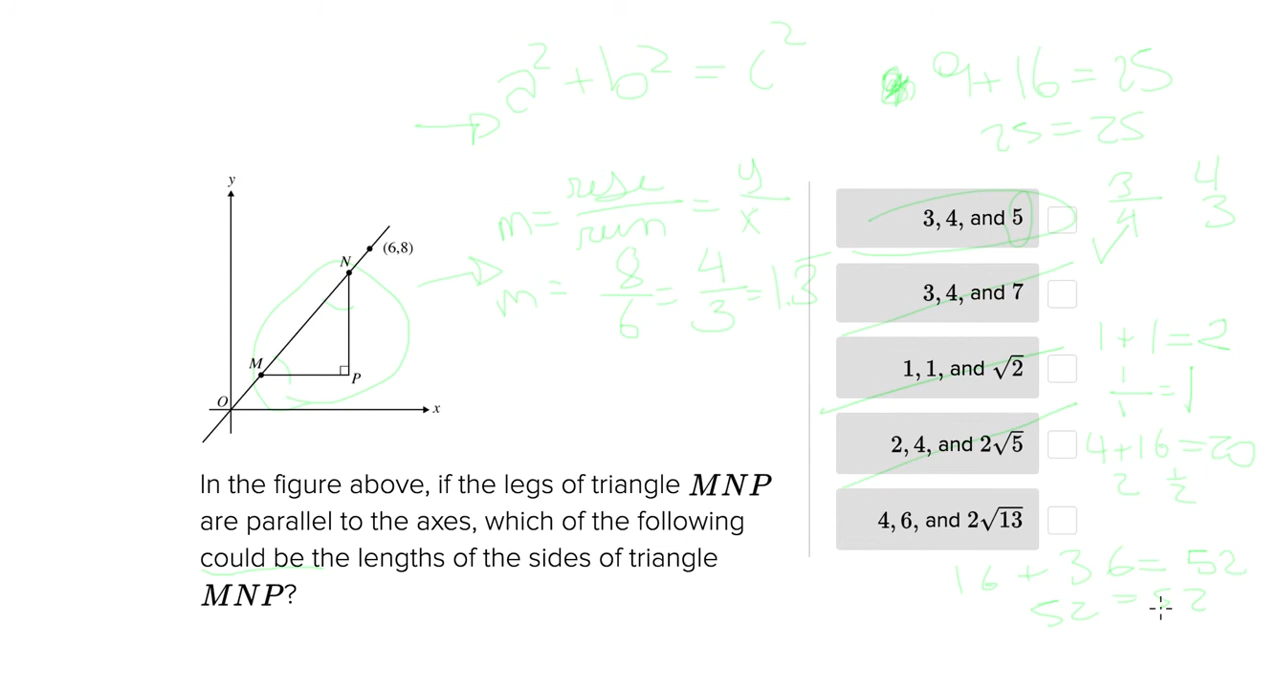 a² + b² = c²
9 + 16 = 25
25 = 25
m = rise/run = y/x
m = 8/6 = 4/3 = 1.3̅
y
(6,8)
N
M
P
O
x
In the figure above, if the legs of triangle MNP
are parallel to the axes, which of the following
could be the lengths of the sides of triangle
MNP?
3, 4, and 5
3/4 4/3
3, 4, and 7
1, 1, and √2
1 + 1 = 2
1/1 = 1
2, 4, and 2√5
4 + 16 = 20
2 1/2
4, 6, and 2√13
16 + 36 = 52
52 = 52